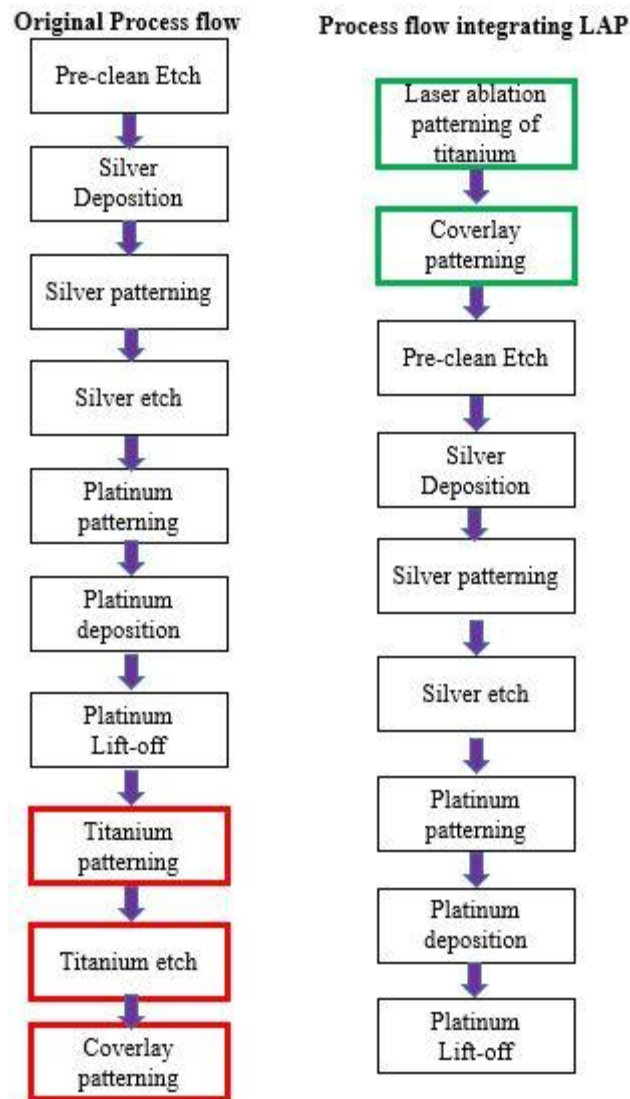 Original Process flow
Pre-clean Etch
Silver
Deposition
Silver patterning
Silver etch
Platinum
patterning
Platinum
deposition
Platinum
Lift-off
Titanium
patterning
Titanium etch
Coverlay
patterning
Process flow integrating LAP
Laser ablation
patterning of
titanium
Coverlay
patterning
Pre-clean Etch
Silver
Deposition
Silver patterning
Silver etch
Platinum
patterning
Platinum
deposition
Platinum
Lift-off